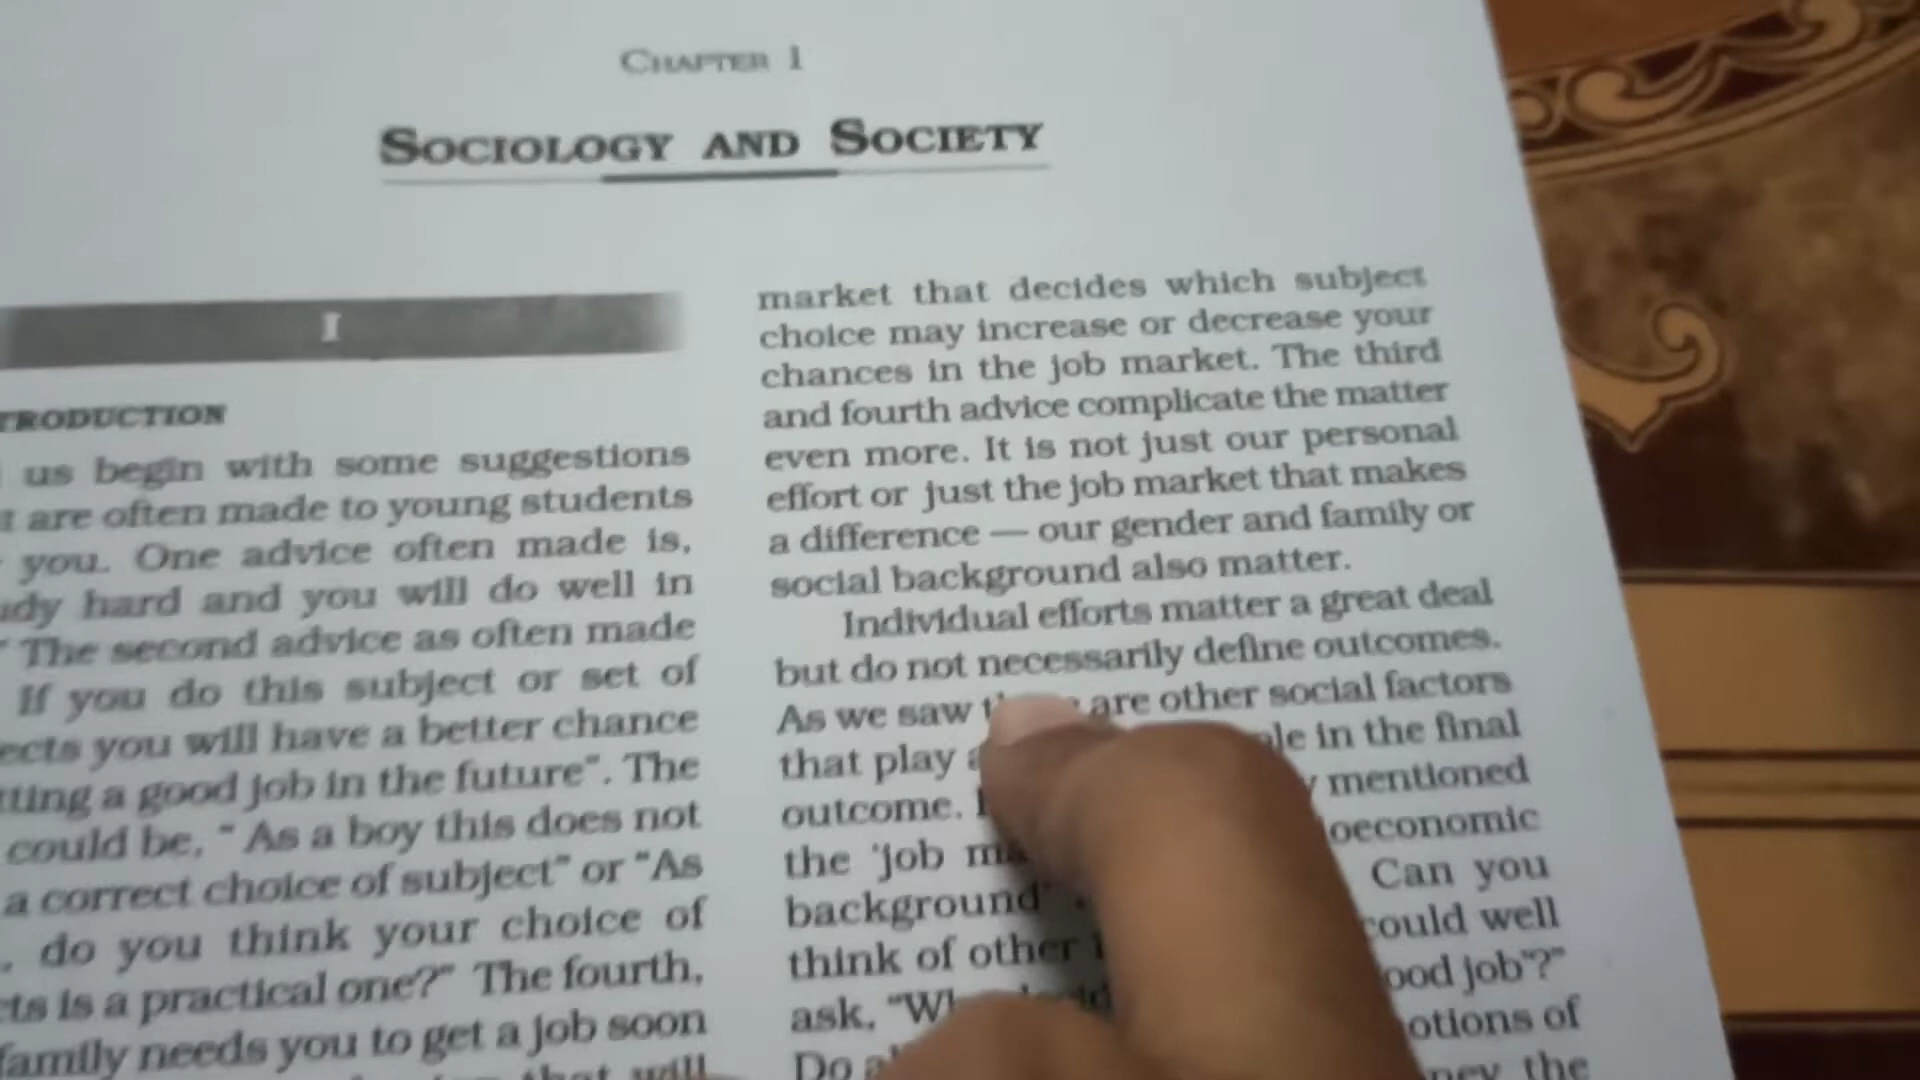 CHAPTER 1
SOCIOLOGY AND SOCIETY
I
TRODUCTION
us begin with some suggestions
are often made to young students
you. One advice often made is,
udy hard and you will do well in
" The second advice as often made
If you do this subject or set of
ects you will have a better chance
tting a good job in the future". The
could be, " As a boy this does not
a correct choice of subject" or "As
, do you think your choice of
cts is a practical one?" The fourth,
family needs you to get a job soon
that will
market that decides which subject
choice may increase or decrease your
chances in the job market. The third
and fourth advice complicate the matter
even more. It is not just our personal
effort or just the job market that makes
a difference — our gender and family or
social background also matter.
Individual efforts matter a great deal
but do not necessarily define outcomes.
As we saw are other social factors
that play in the final
outcome. mentioned
the 'job oeconomic
background'. Can you
think of other could well
ask, ood job'?"
Do otions of
the